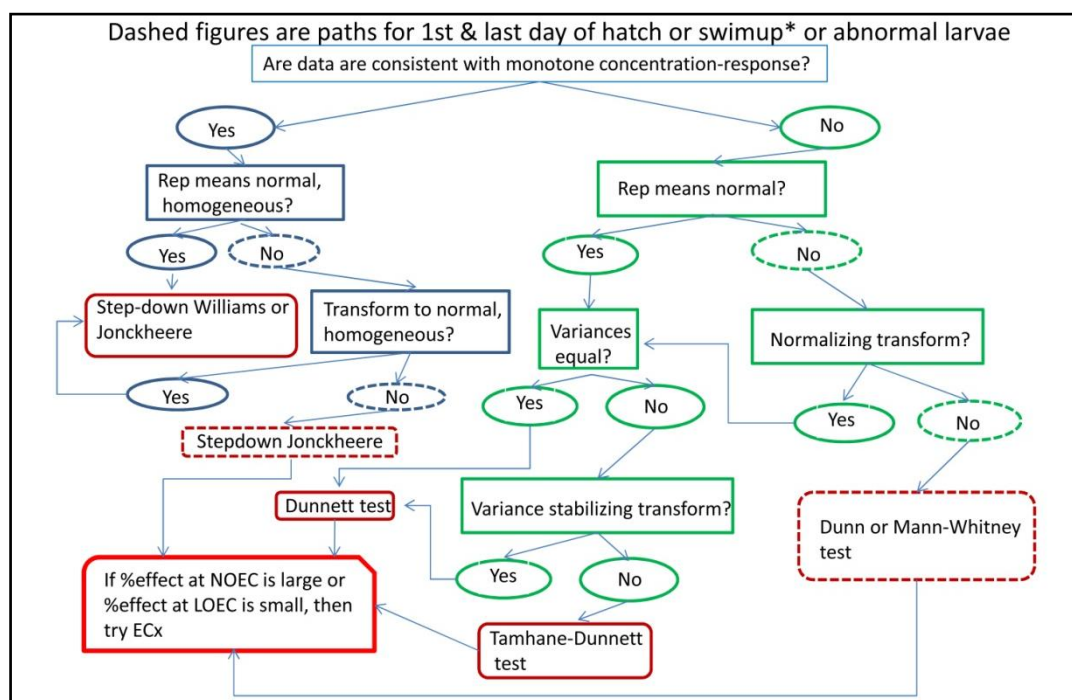 Dashed figures are paths for 1st & last day of hatch or swimup* or abnormal larvae
Are data are consistent with monotone concentration-response?
Yes
No
Rep means normal,
homogeneous?
Rep means normal?
Yes
No
Yes
No
Step-down Williams or
Jonckheere
Transform to normal,
homogeneous?
Variances
equal?
Normalizing transform?
Yes
No
Yes
No
Yes
No
Stepdown Jonckheere
Dunnett test
Variance stabilizing transform?
Dunn or Mann-Whitney
test
Yes
No
If %effect at NOEC is large or
%effect at LOEC is small, then
try ECx
Tamhane-Dunnett
test